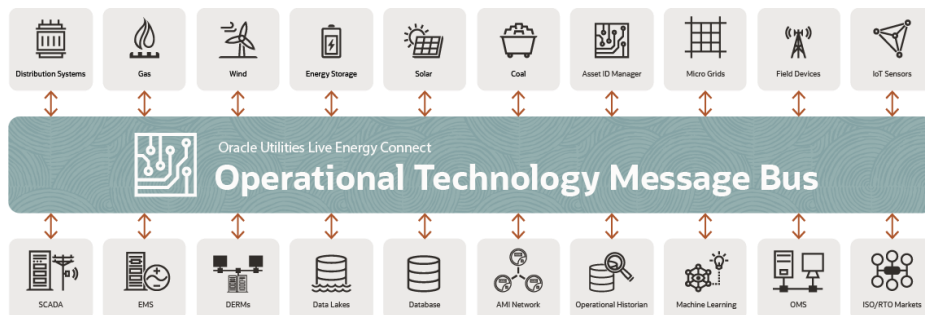 Distribution Systems
Gas
Wind
Energy Storage
Solar
Coal
Asset ID Manager
Micro Grids
Field Devices
IoT Sensors
Oracle Utilities Live Energy Connect
Operational Technology Message Bus
SCADA
EMS
DERMs
Data Lakes
Database
AMI Network
Operational Historian
Machine Learning
OMS
ISO/RTO Markets